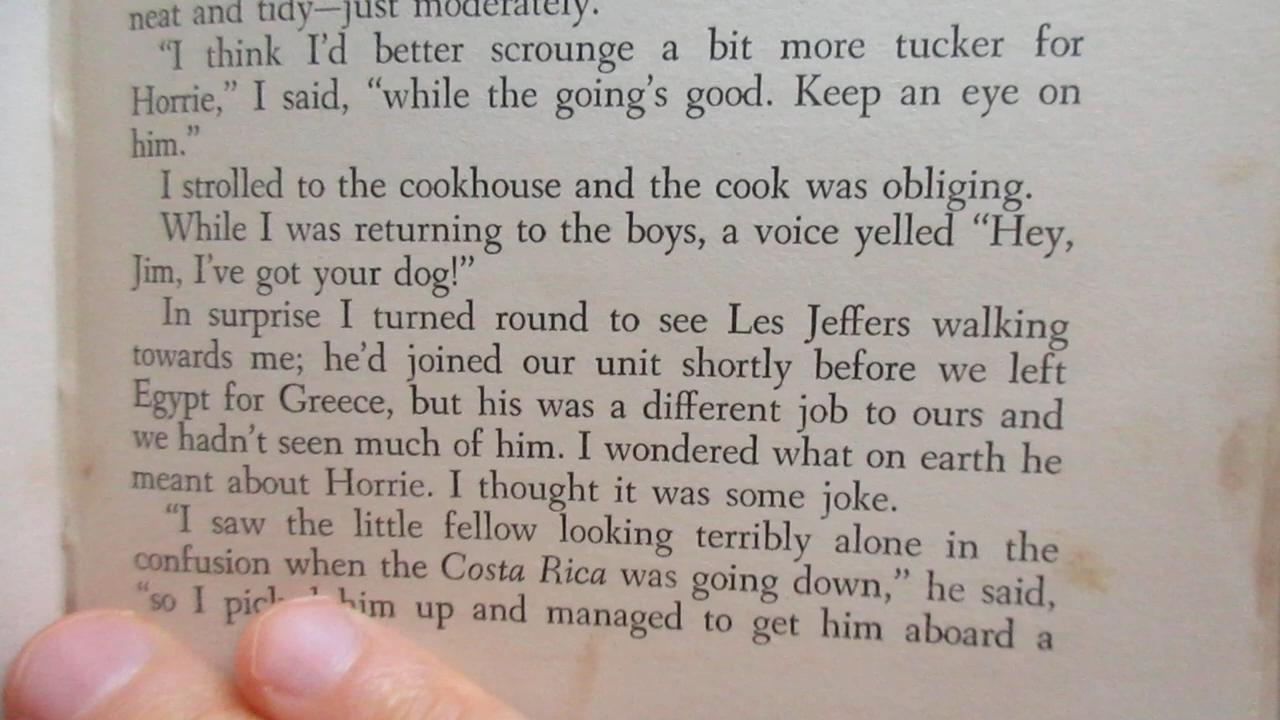 neat and tidy—just moderately.
“I think I’d better scrounge a bit more tucker for
Horrie,” I said, “while the going’s good. Keep an eye on
him.”
I strolled to the cookhouse and the cook was obliging.
While I was returning to the boys, a voice yelled “Hey,
Jim, I’ve got your dog!”
In surprise I turned round to see Les Jeffers walking
towards me; he’d joined our unit shortly before we left
Egypt for Greece, but his was a different job to ours and
we hadn’t seen much of him. I wondered what on earth he
meant about Horrie. I thought it was some joke.
“I saw the little fellow looking terribly alone in the
confusion when the Costa Rica was going down,” he said,
“so I him up and managed to get him aboard a